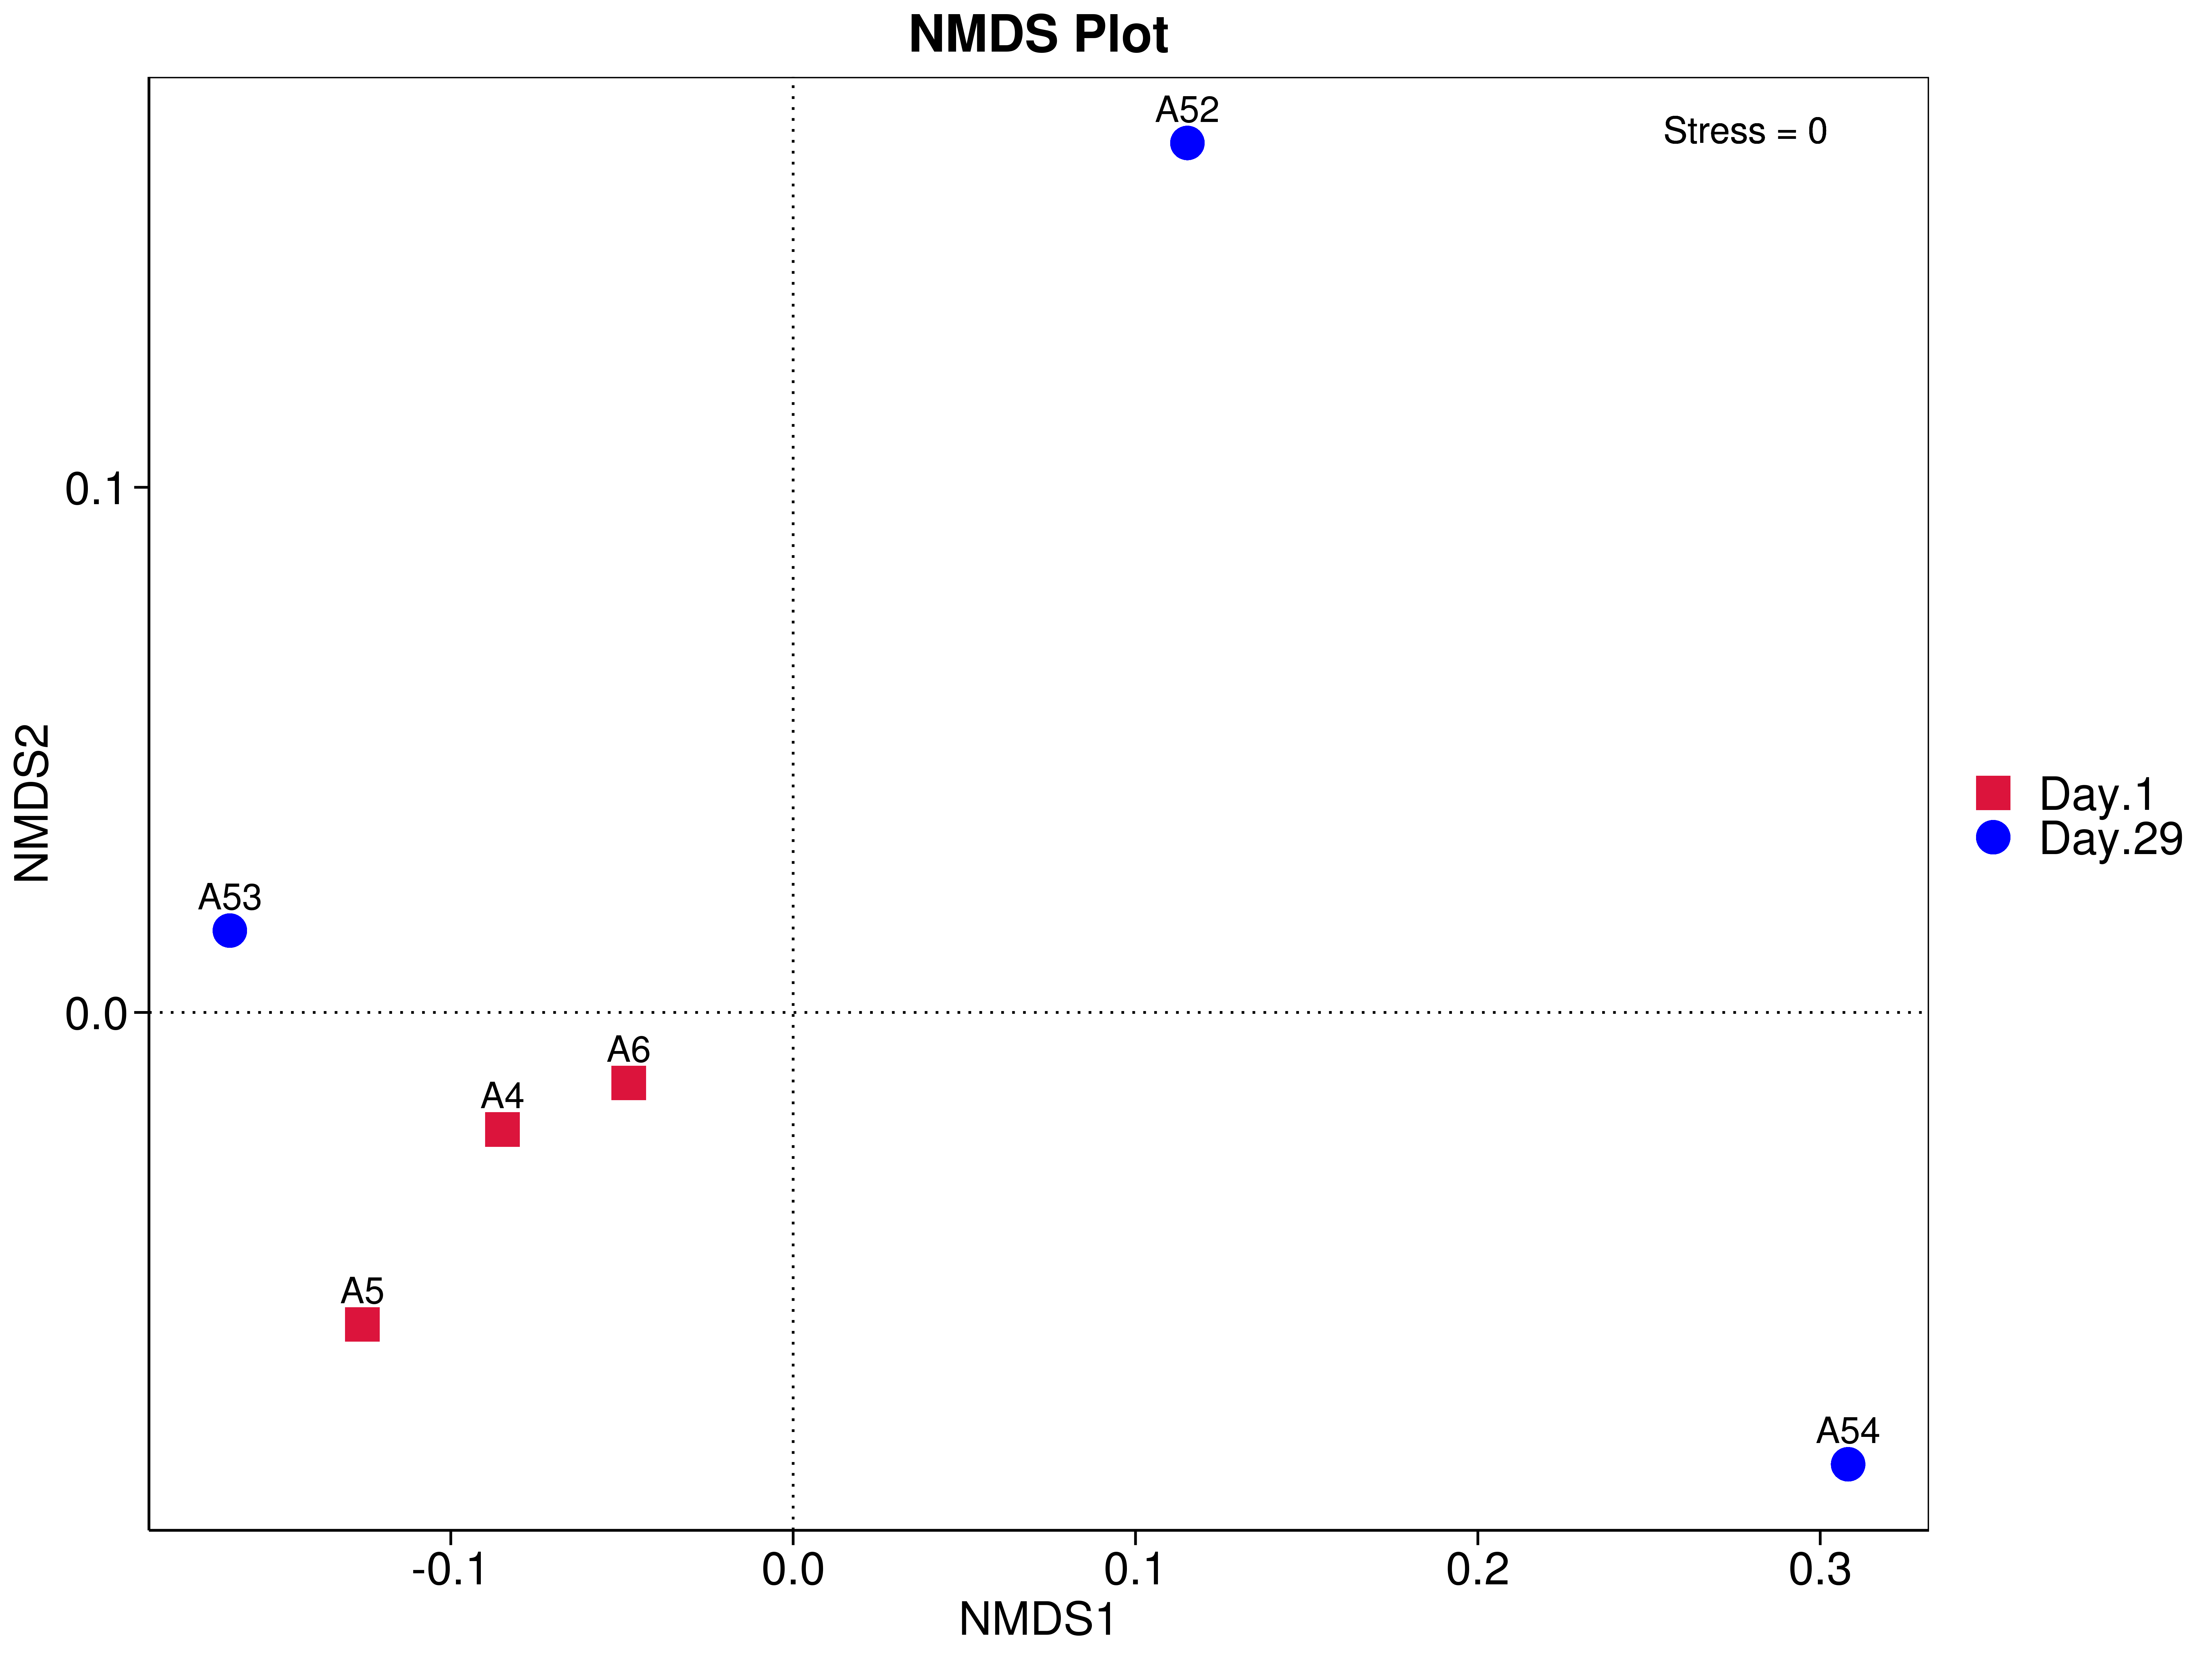 NMDS Plot
A52
Stress = 0
0.1
NMDS2
Day.1
Day.29
A53
0.0
A6
A4
A5
A54
-0.1 0.0 0.1 0.2 0.3
NMDS1